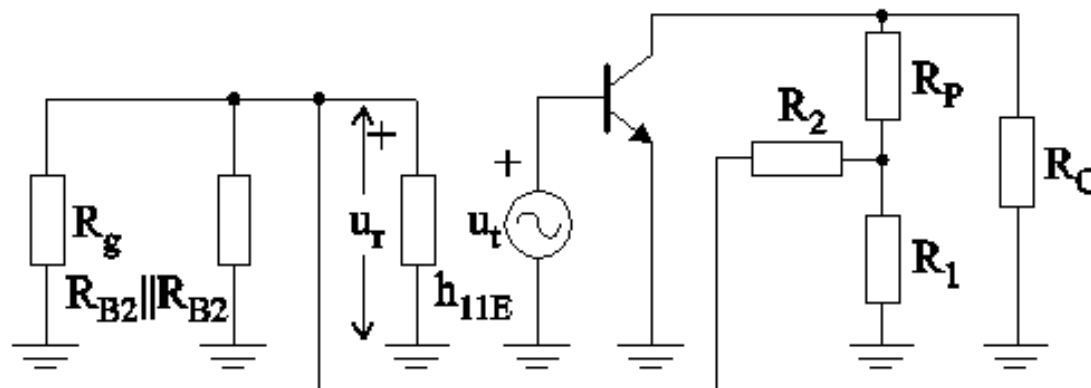 R_g
R_B2||R_B2
+
u_r
h_11E
+
u_t
R_2
R_P
R_1
R_C